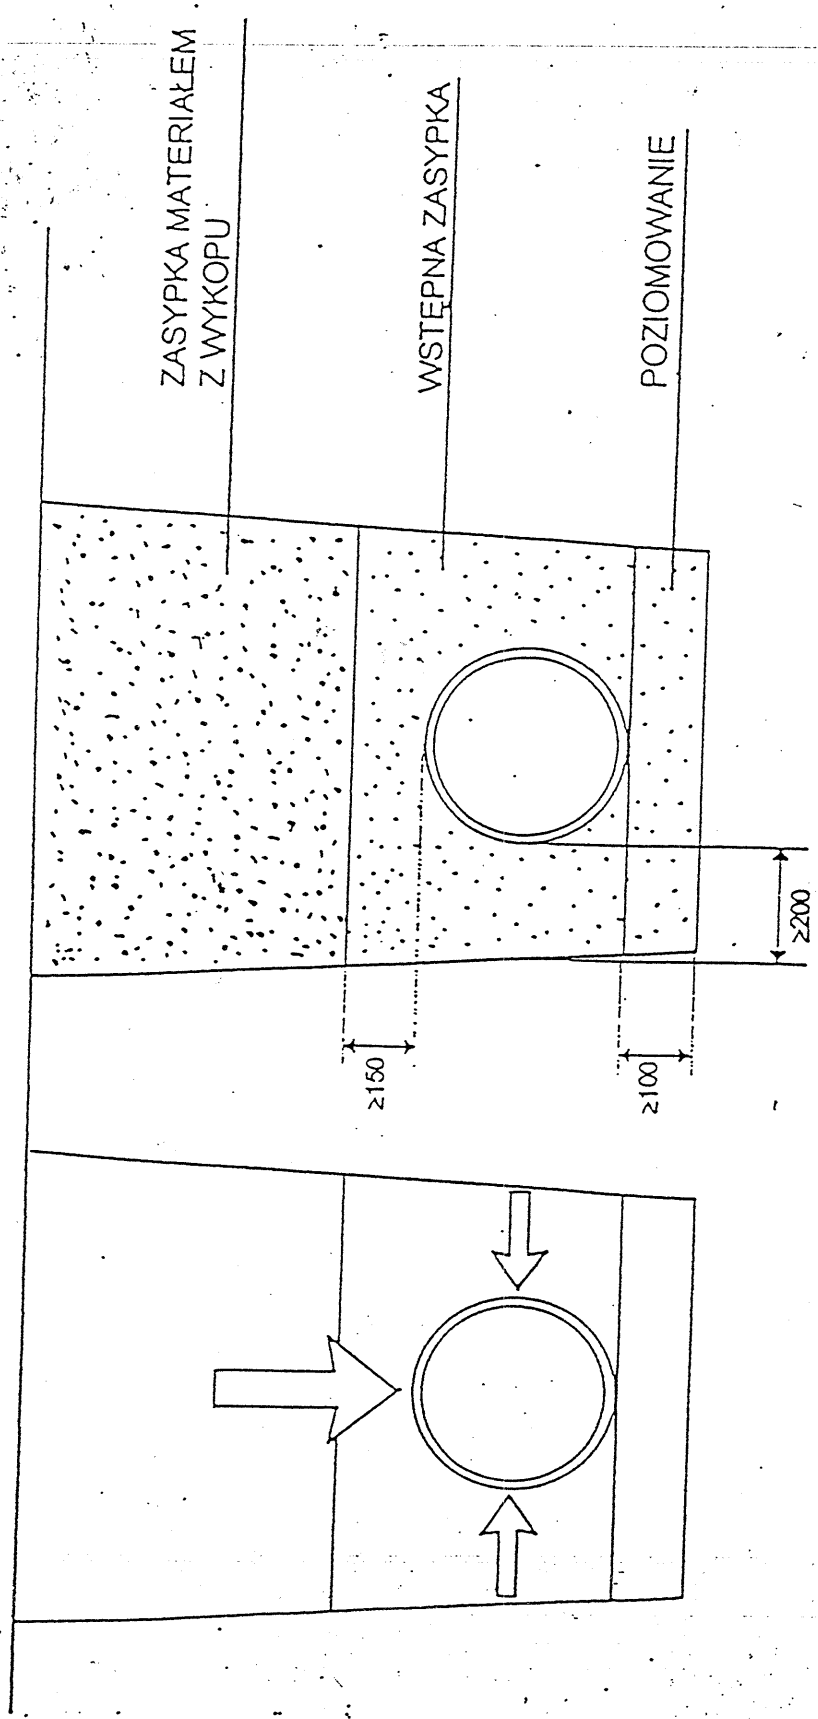 ZASYPKA MATERIAŁEM
Z WYKOPU
WSTĘPNA ZASYPKA
POZIOMOWANIE
≥150
≥100
≥200